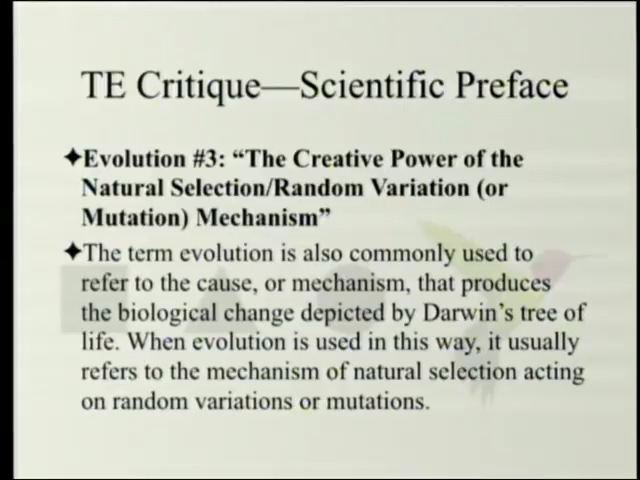 TE Critique—Scientific Preface
✦Evolution #3: “The Creative Power of the
Natural Selection/Random Variation (or
Mutation) Mechanism”
✦The term evolution is also commonly used to
refer to the cause, or mechanism, that produces
the biological change depicted by Darwin’s tree of
life. When evolution is used in this way, it usually
refers to the mechanism of natural selection acting
on random variations or mutations.